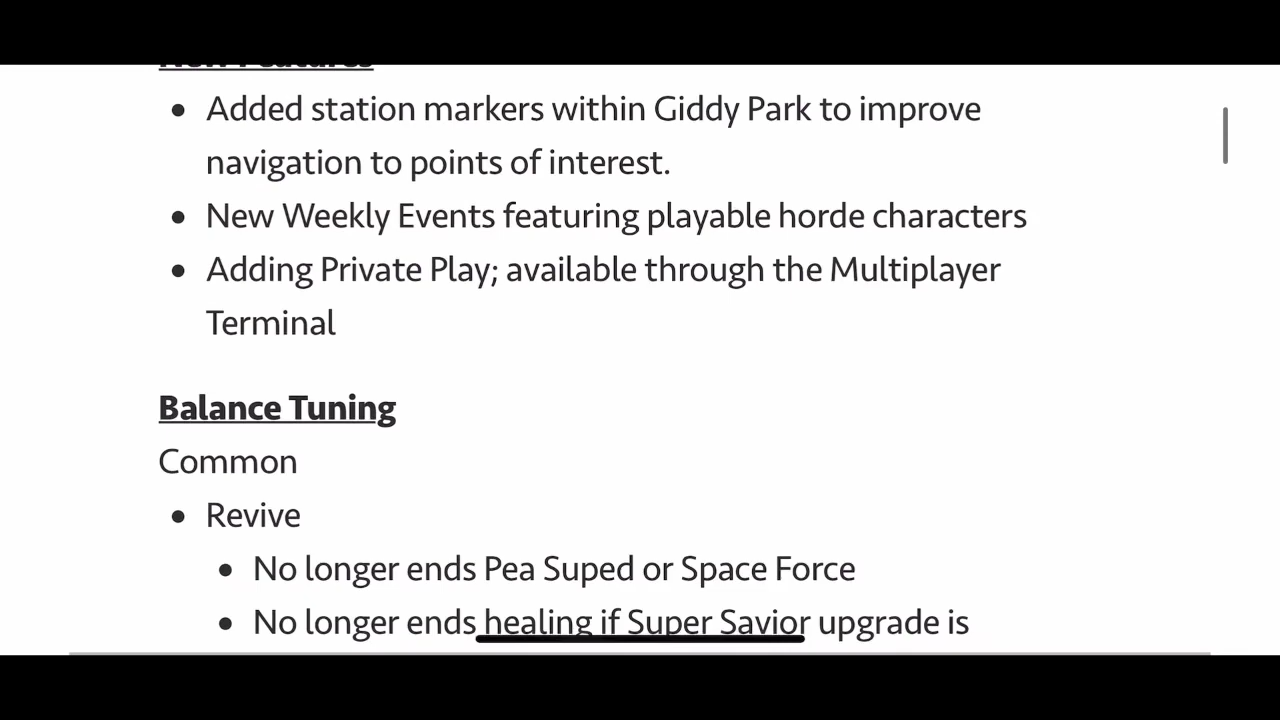 Added station markers within Giddy Park to improve
navigation to points of interest.
New Weekly Events featuring playable horde characters
Adding Private Play; available through the Multiplayer
Terminal
Balance Tuning
Common
Revive
No longer ends Pea Suped or Space Force
No longer ends healing if Super Savior upgrade is